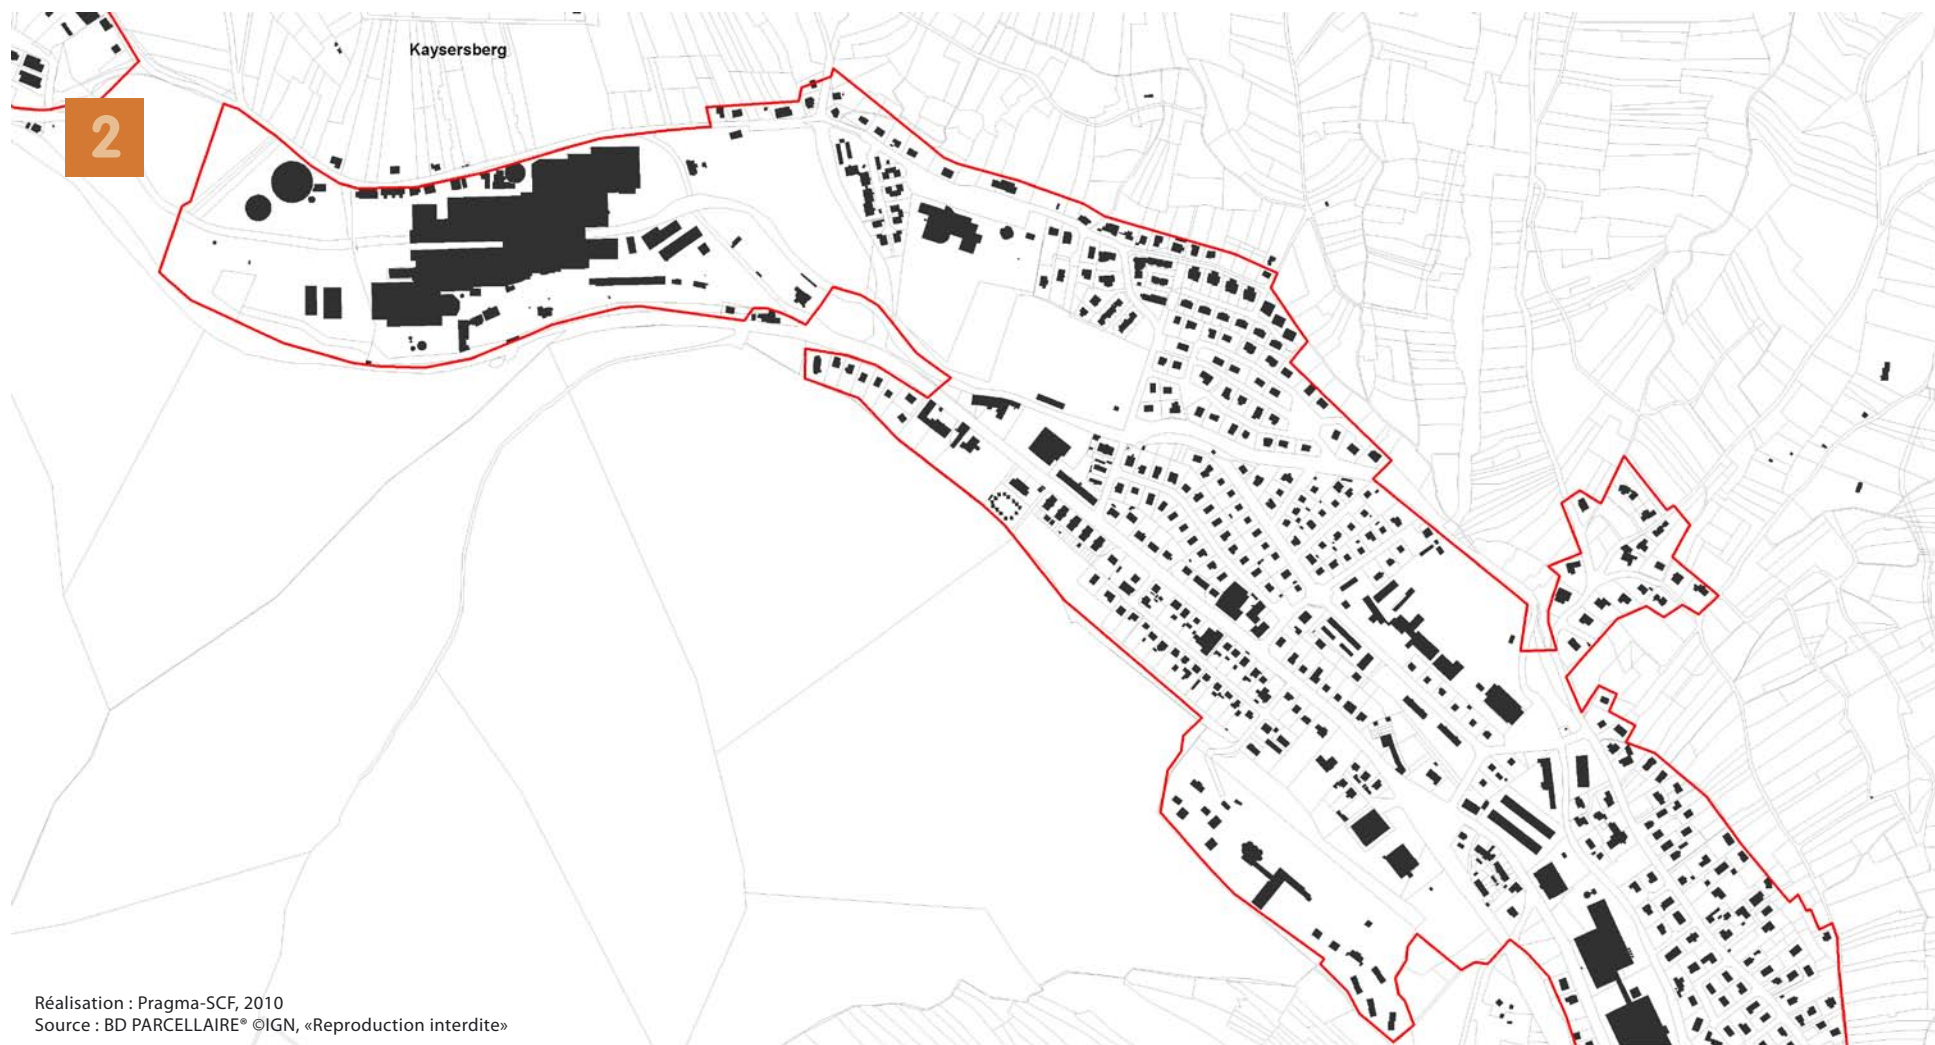 Kaysersberg
2
Réalisation : Pragma-SCF, 2010
Source : BD PARCELLAIRE® ©IGN, «Reproduction interdite»